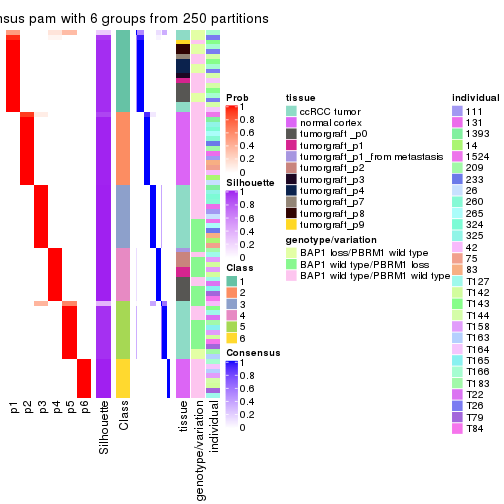 nsus pam with 6 groups from 250 partitions
p1
p2
p3
p4
p5
p6
Silhouette
Class
tissue
genotype/variation
individual
Prob
1
0.8
0.6
0.4
0.2
0
Silhouette
1
0.8
0.6
0.4
0.2
0
Class
1
2
3
4
5
6
Consensus
1
0.8
0.6
0.4
0.2
0
tissue
ccRCC tumor
normal cortex
tumorgraft _p0
tumorgraft_p1
tumorgraft_p1_from metastasis
tumorgraft_p2
tumorgraft_p3
tumorgraft_p4
tumorgraft_p7
tumorgraft_p8
tumorgraft_p9
genotype/variation
BAP1 loss/PBRM1 wild type
BAP1 wild type/PBRM1 loss
BAP1 wild type/PBRM1 wild type
individual
111
131
1393
14
1524
209
233
26
260
265
324
325
42
75
83
T127
T142
T143
T144
T158
T163
T164
T165
T166
T183
T22
T26
T79
T84